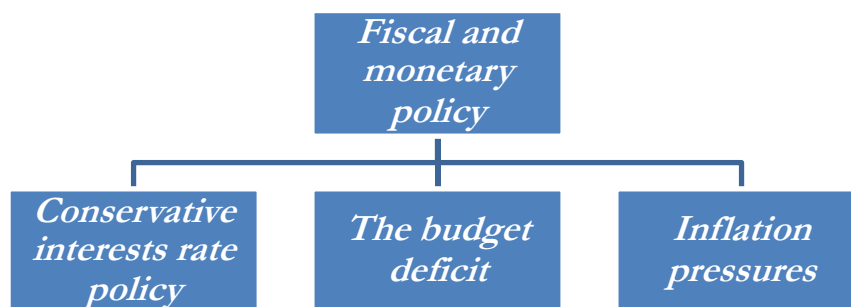 Fiscal and
monetary
policy
Conservative
interests rate
policy
The budget
deficit
Inflation
pressures